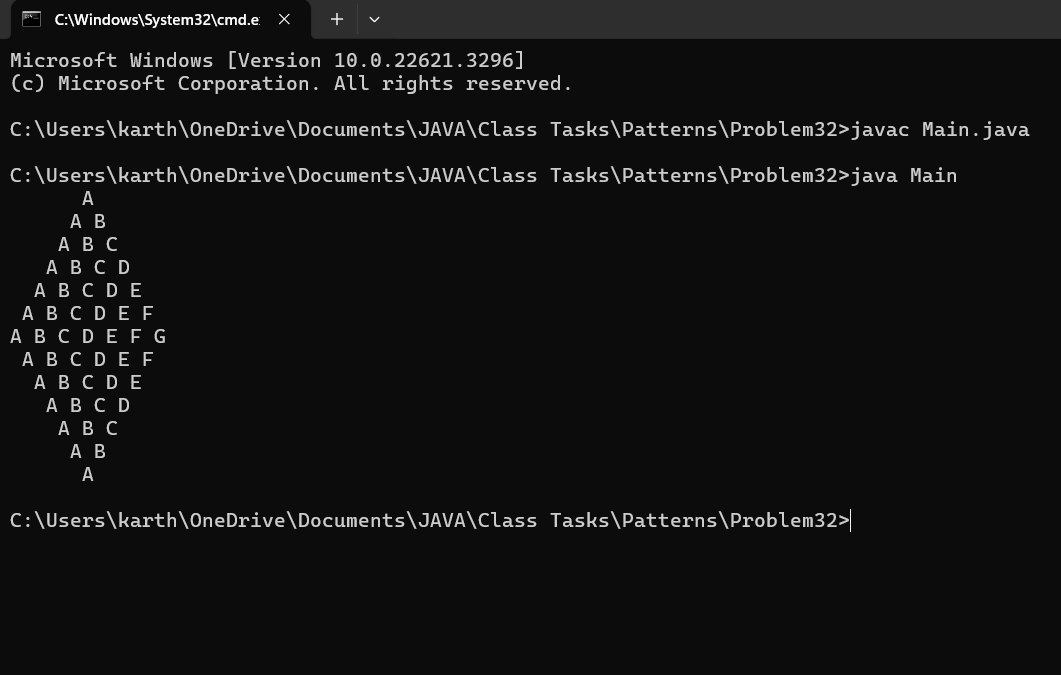 C:\Windows\System32\cmd.e
Microsoft Windows [Version 10.0.22621.3296]
(c) Microsoft Corporation. All rights reserved.
C:\Users\karth\OneDrive\Documents\JAVA\Class Tasks\Patterns\Problem32>javac Main.java
C:\Users\karth\OneDrive\Documents\JAVA\Class Tasks\Patterns\Problem32>java Main
      A
     A B
    A B C
   A B C D
  A B C D E
 A B C D E F
A B C D E F G
 A B C D E F
  A B C D E
   A B C D
    A B C
     A B
      A
C:\Users\karth\OneDrive\Documents\JAVA\Class Tasks\Patterns\Problem32>